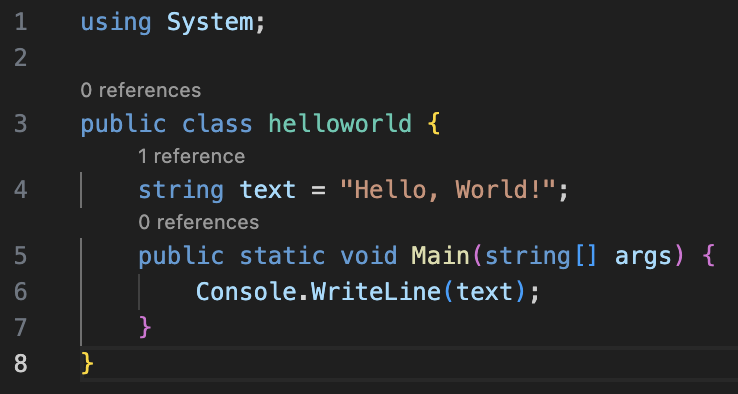 1 using System;
2
0 references
3 public class helloworld {
1 reference
4 string text = "Hello, World!";
0 references
5 public static void Main(string[] args) {
6 Console.WriteLine(text);
7 }
8 }